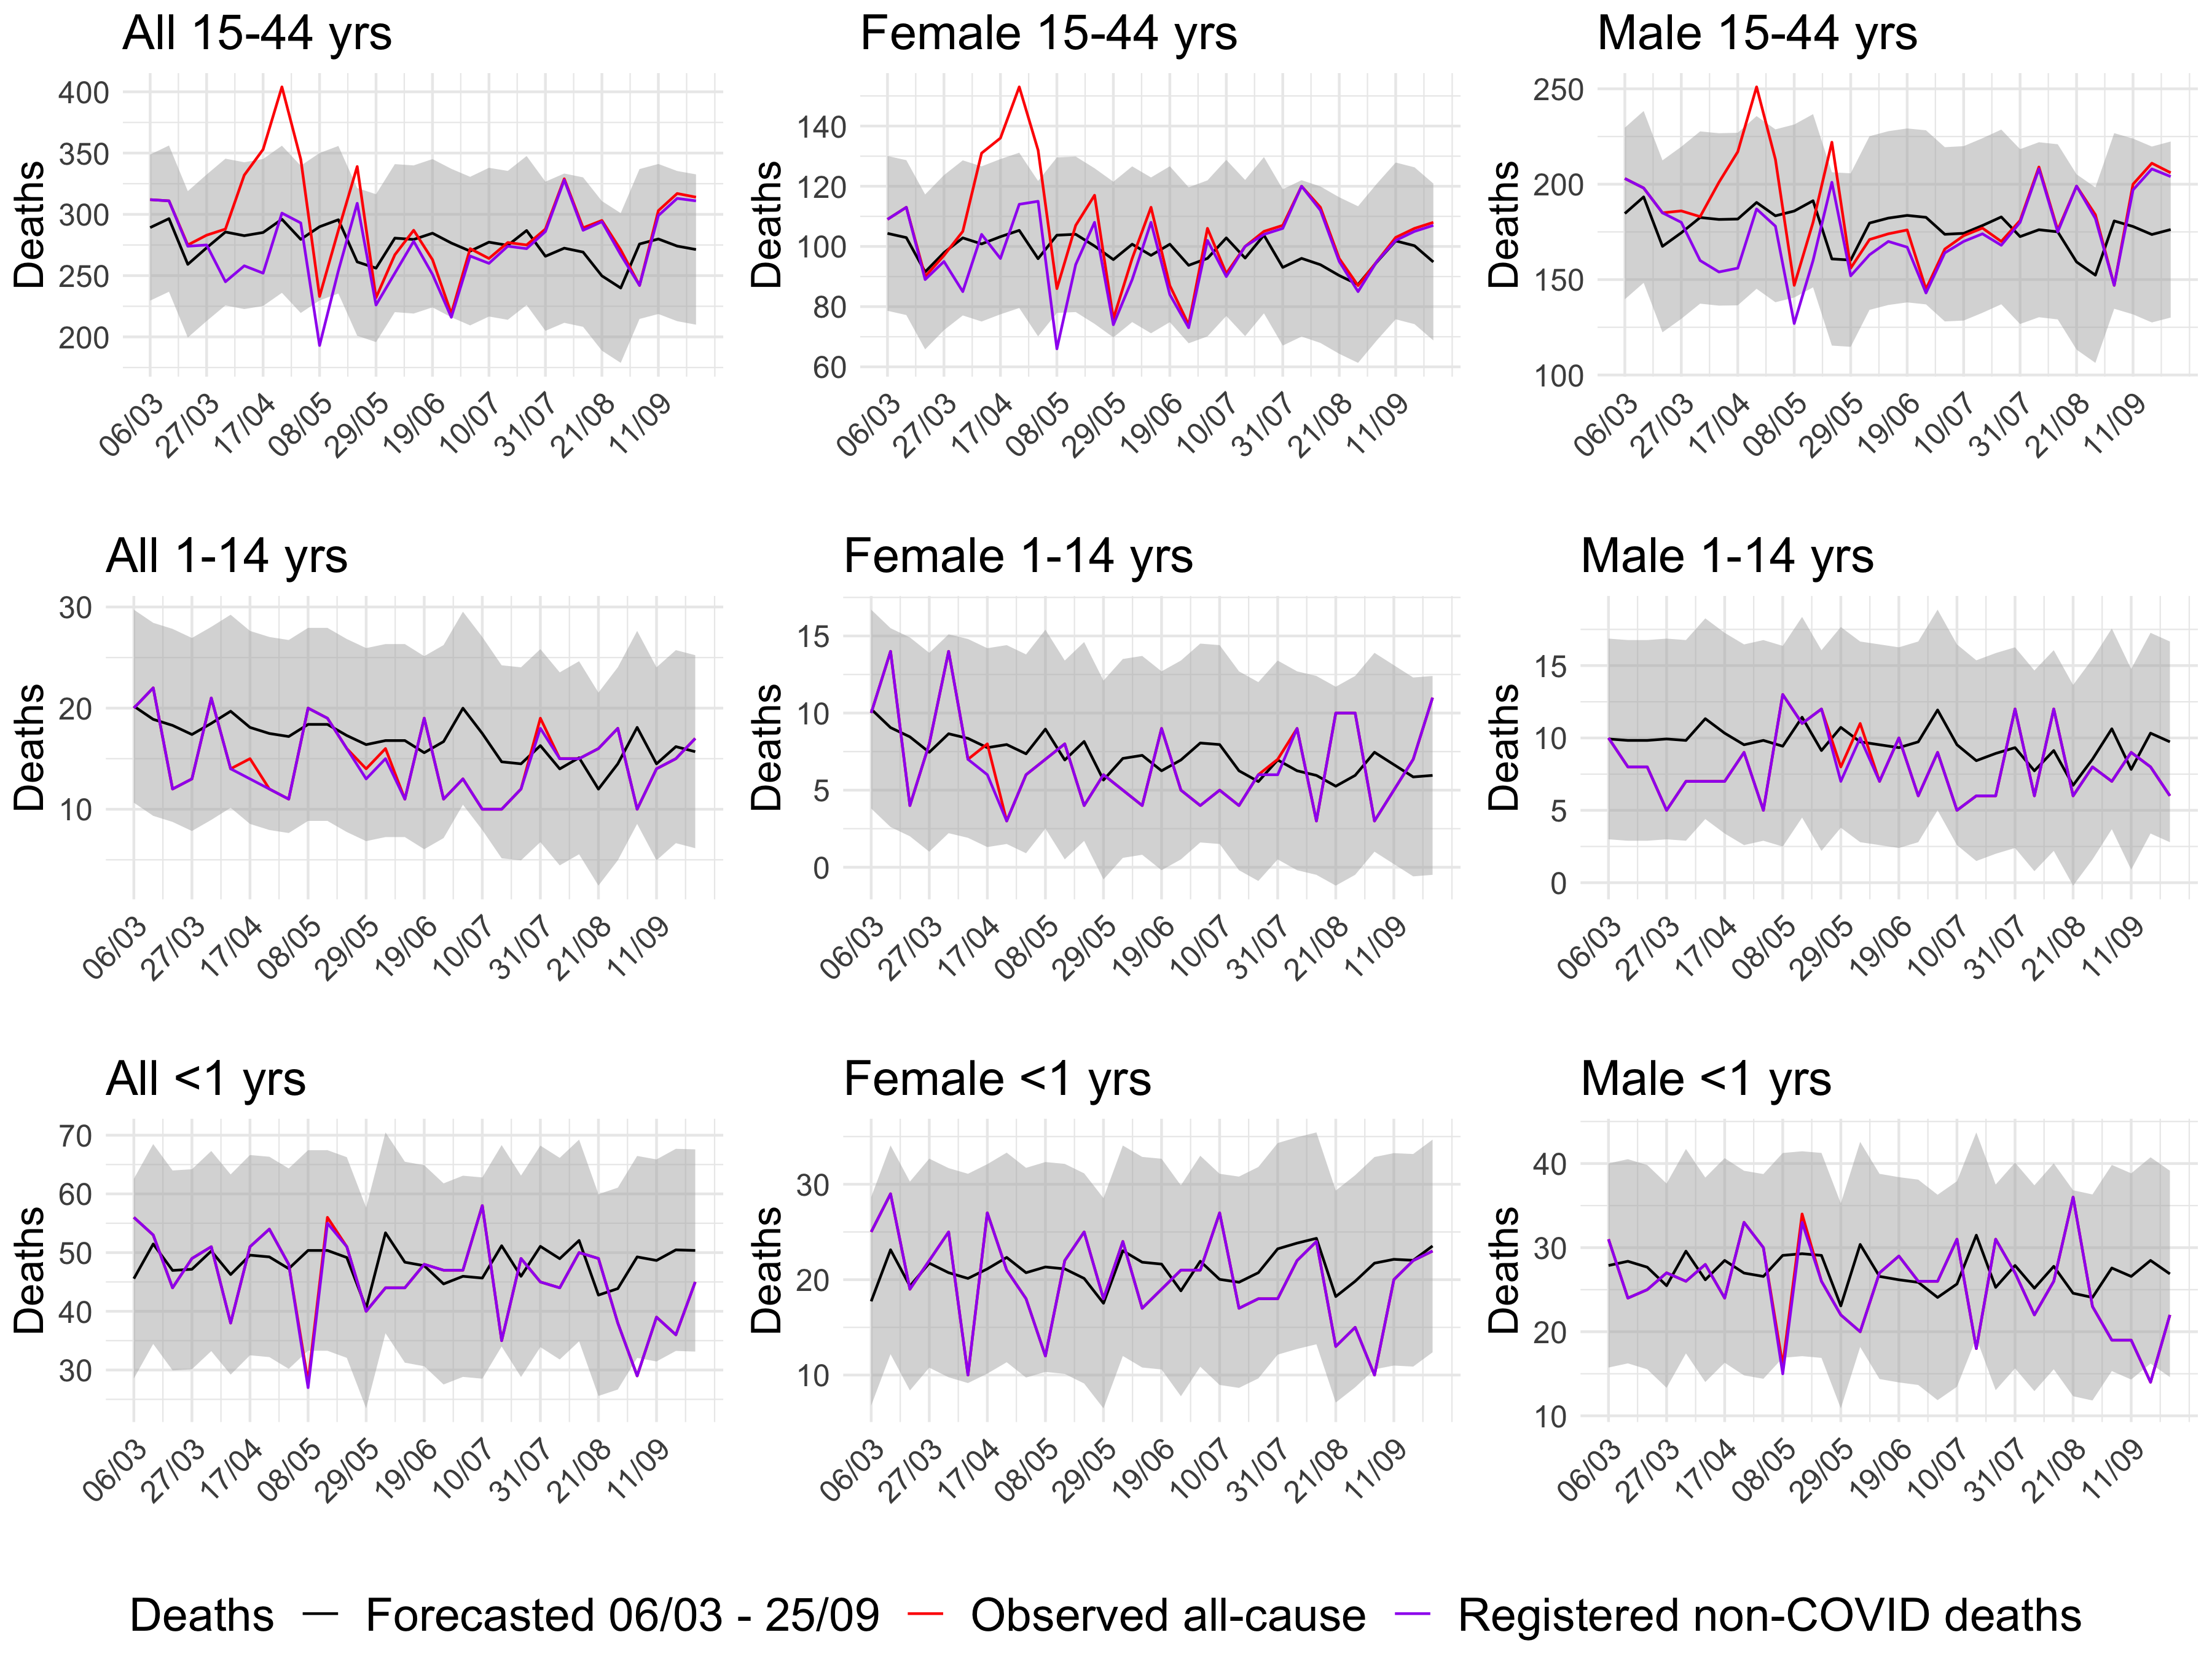 All 15-44 yrs
Female 15-44 yrs
Male 15-44 yrs
Deaths
400
350
300
250
200
06/03 27/03 17/04 08/05 29/05 19/06 10/07 31/07 21/08 11/09
Deaths
140
120
100
80
60
06/03 27/03 17/04 08/05 29/05 19/06 10/07 31/07 21/08 11/09
Deaths
250
200
150
100
06/03 27/03 17/04 08/05 29/05 19/06 10/07 31/07 21/08 11/09
All 1-14 yrs
Female 1-14 yrs
Male 1-14 yrs
Deaths
30
20
10
06/03 27/03 17/04 08/05 29/05 19/06 10/07 31/07 21/08 11/09
Deaths
15
10
5
0
06/03 27/03 17/04 08/05 29/05 19/06 10/07 31/07 21/08 11/09
Deaths
15
10
5
0
06/03 27/03 17/04 08/05 29/05 19/06 10/07 31/07 21/08 11/09
All <1 yrs
Female <1 yrs
Male <1 yrs
Deaths
70
60
50
40
30
06/03 27/03 17/04 08/05 29/05 19/06 10/07 31/07 21/08 11/09
Deaths
30
20
10
06/03 27/03 17/04 08/05 29/05 19/06 10/07 31/07 21/08 11/09
Deaths
40
30
20
10
06/03 27/03 17/04 08/05 29/05 19/06 10/07 31/07 21/08 11/09
Deaths Forecasted 06/03 - 25/09 Observed all-cause Registered non-COVID deaths